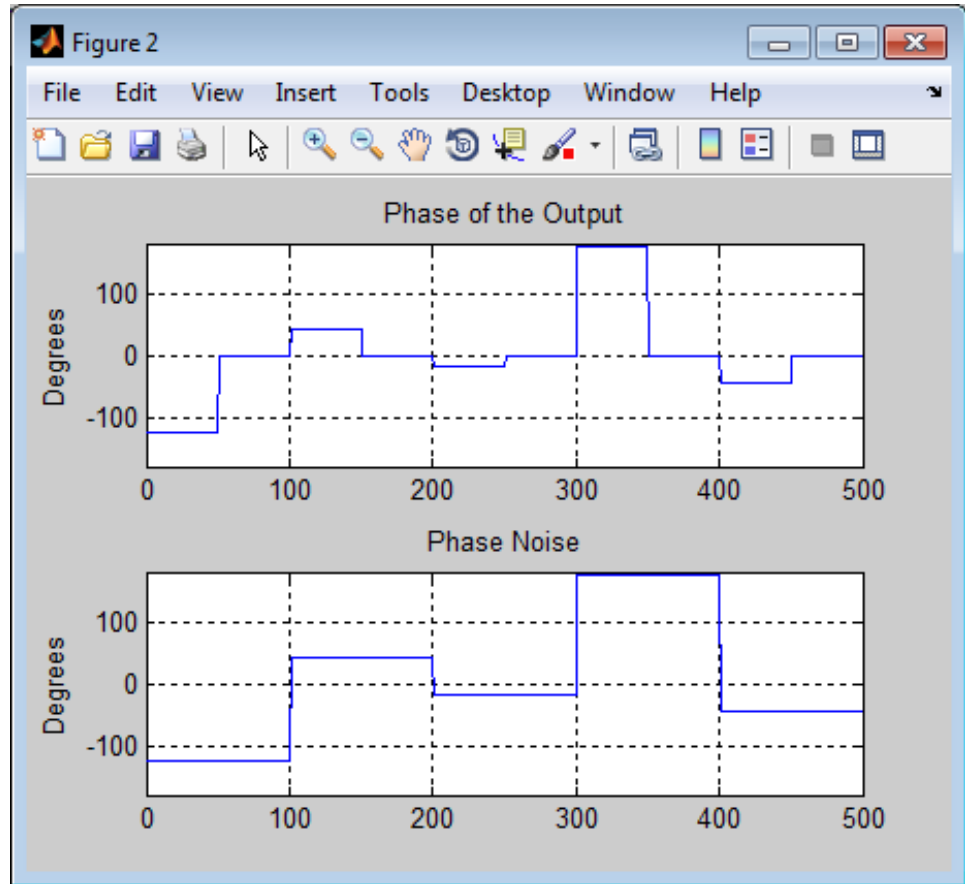 Figure 2
File Edit View Insert Tools Desktop Window Help
Phase of the Output
Degrees
100
0
-100
0 100 200 300 400 500
Phase Noise
Degrees
100
0
-100
0 100 200 300 400 500